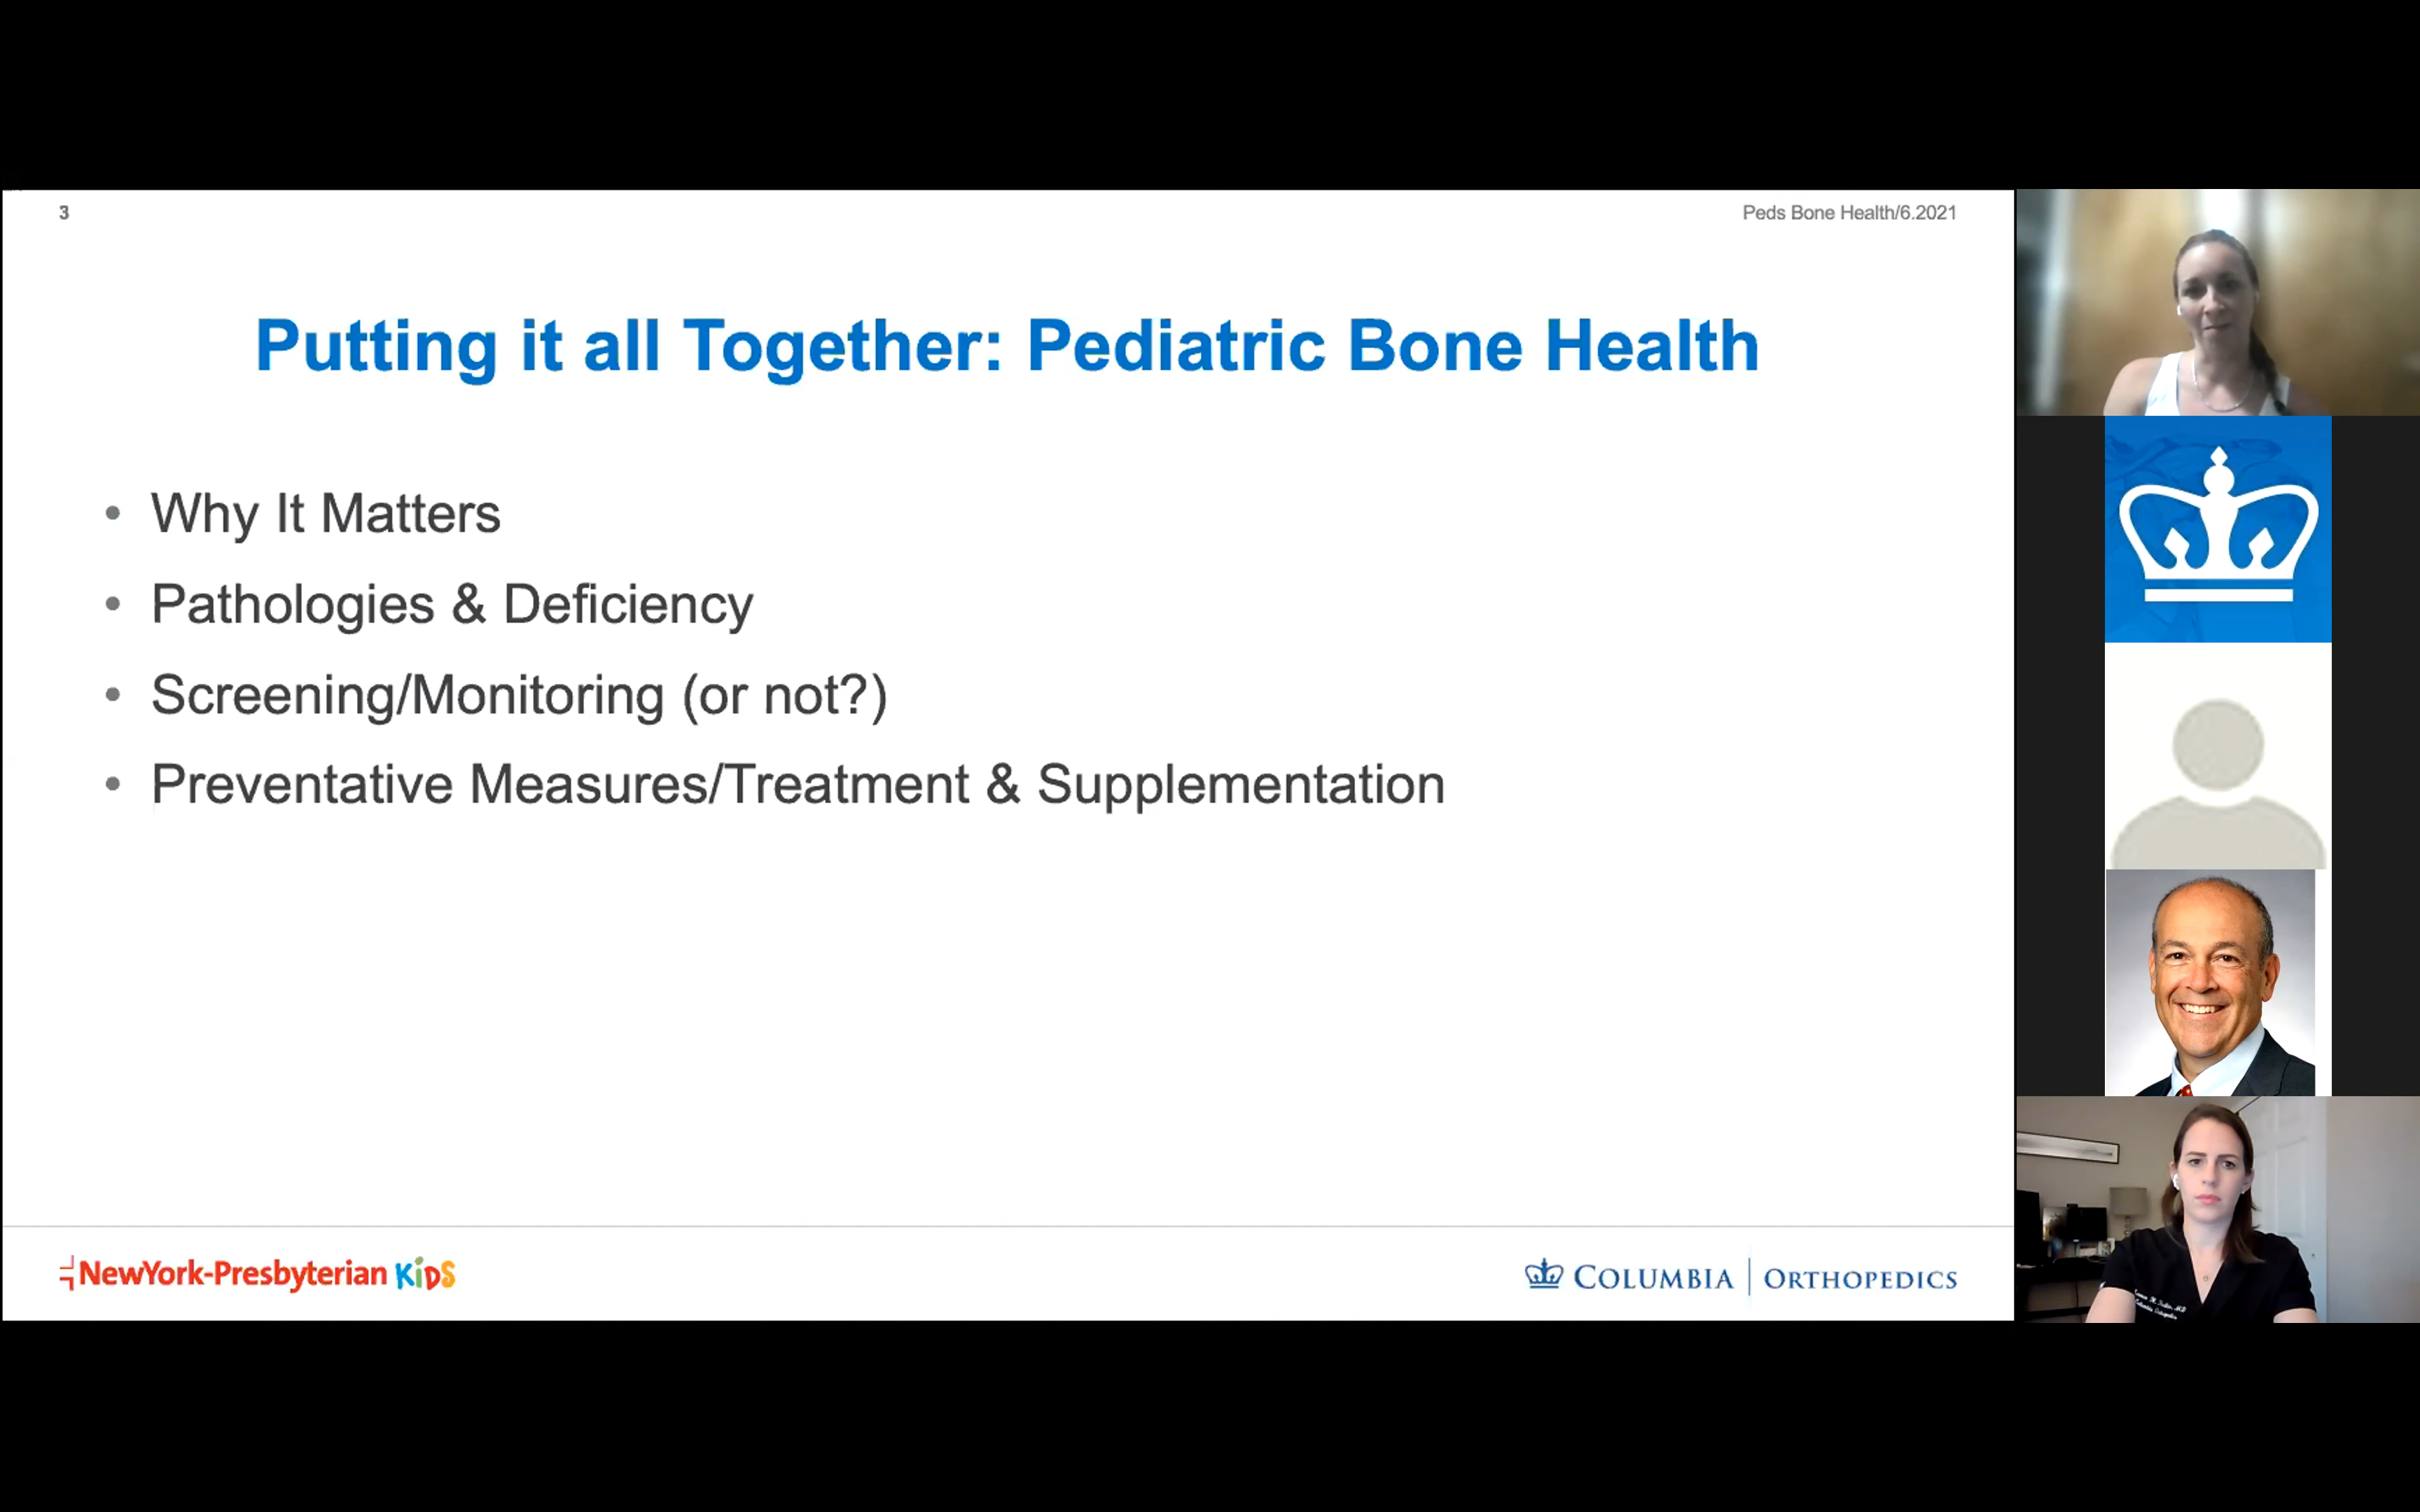 3
Peds Bone Health/6.2021
Putting it all Together: Pediatric Bone Health
• Why It Matters
• Pathologies & Deficiency
• Screening/Monitoring (or not?)
• Preventative Measures/Treatment & Supplementation
NewYork-Presbyterian KiDS
COLUMBIA | ORTHOPEDICS